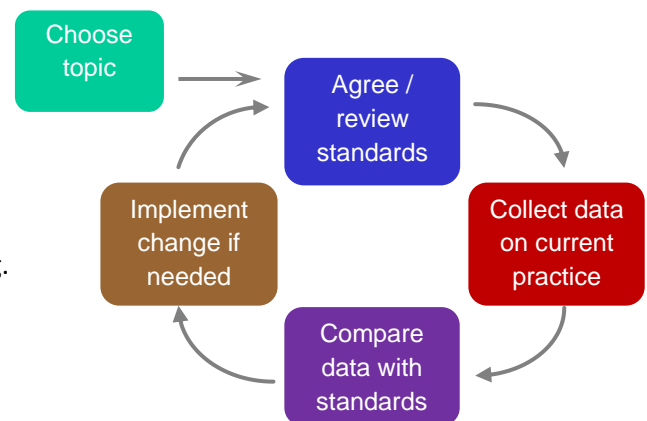 Choose
topic
Agree /
review
standards
Implement
change if
needed
Collect data
on current
practice
Compare
data with
standards